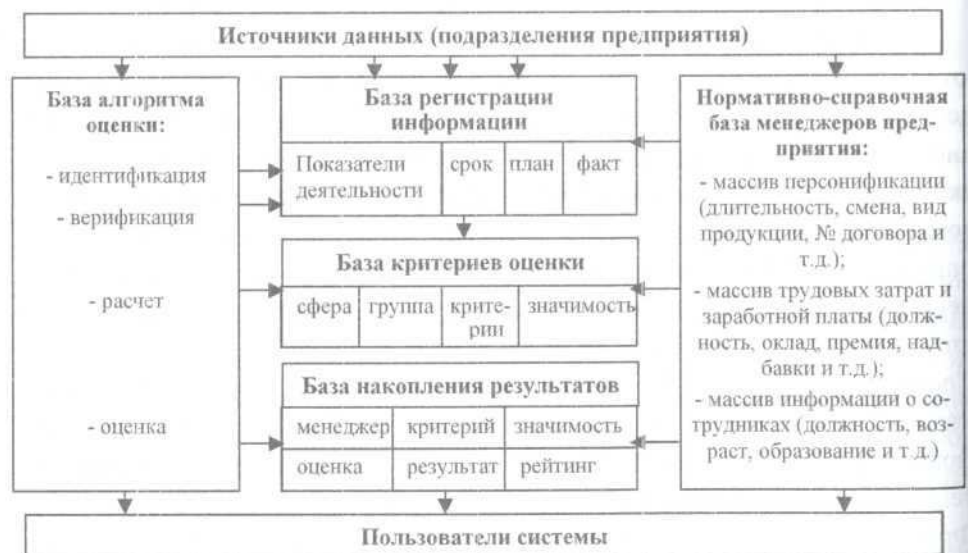 Источники данных (подразделения предприятия)
База алгоритма
оценки:
- идентификация
- верификация
- расчет
- оценка
База регистрации
информации
Показатели
деятельности
срок
план
факт
База критериев оценки
сфера
группа
крите-
рии
значимость
База накопления результатов
менеджер
критерий
значимость
оценка
результат
рейтинг
Нормативно-справочная
база менеджеров пред-
приятия:
- массив персонификации
(длительность, смена, вид
продукции, № договора и
т.д.);
- массив трудовых затрат и
заработной платы (долж-
ность, оклад, премия, над-
бавки и т.д.);
- массив информации о со-
трудниках (должность, воз-
раст, образование и т.д.)
Пользователи системы